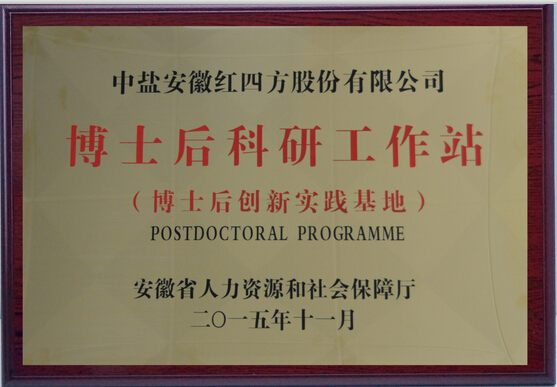 中盐安徽红四方股份有限公司
博士后科研工作站
（博士后创新实践基地）
POSTDOCTORAL PROGRAMME
安徽省人力资源和社会保障厅
二〇一五年十一月